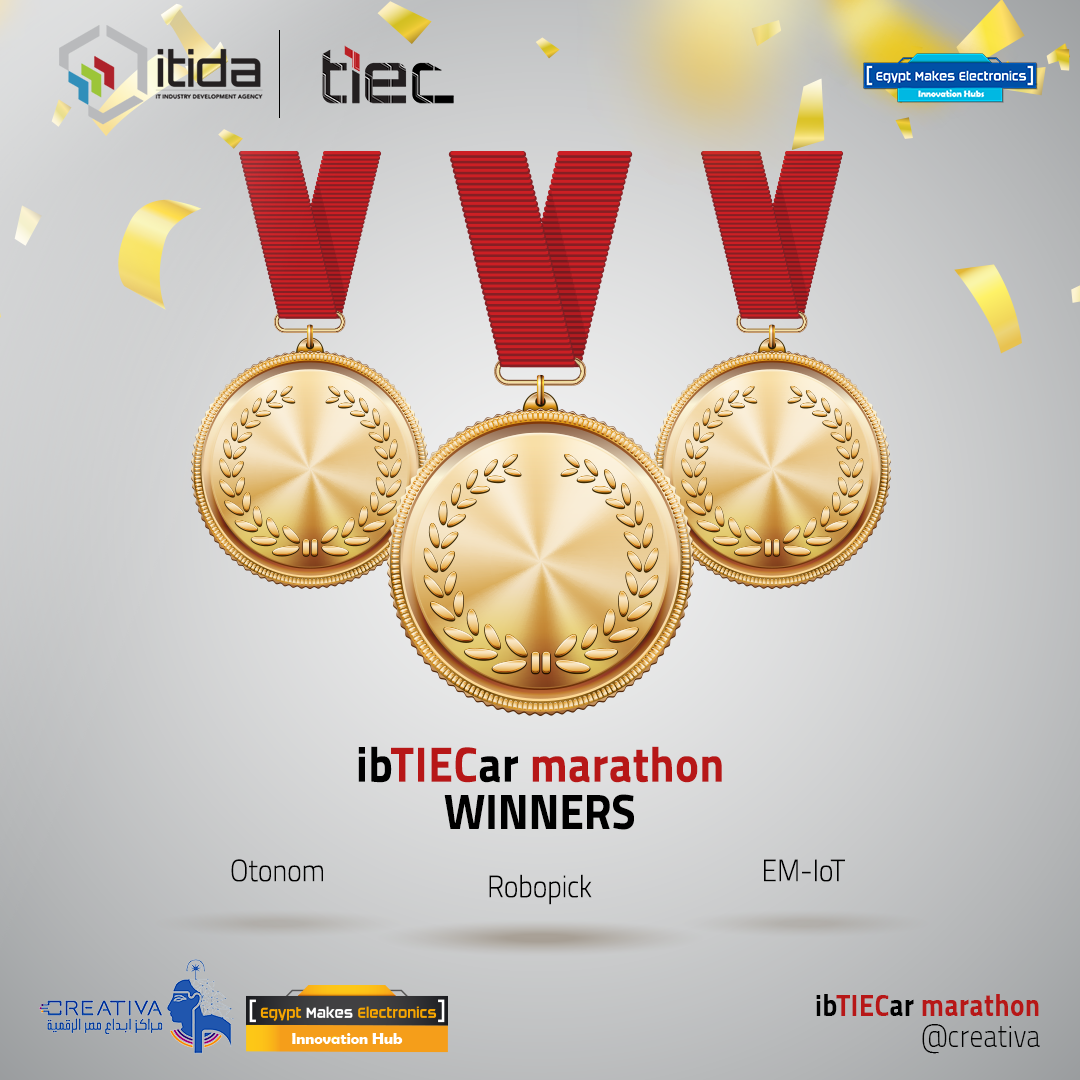 itida
IT INDUSTRY DEVELOPMENT AGENCY
tiec
[Egypt Makes Electronics]
Innovation Hubs
ibTIECar marathon
WINNERS
Otonom
Robopick
EM-IoT
CREATIVA
مراكز ابداع مصر الرقمية
[Egypt Makes Electronics]
Innovation Hub
ibTIECar marathon
@creativa